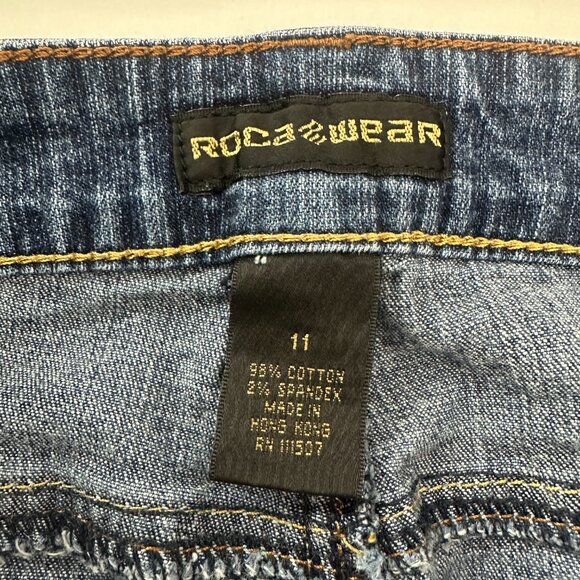 ROCAWEAR
11
98% COTTON
2% SPANDEX
MADE IN
HONG KONG
RN 111507